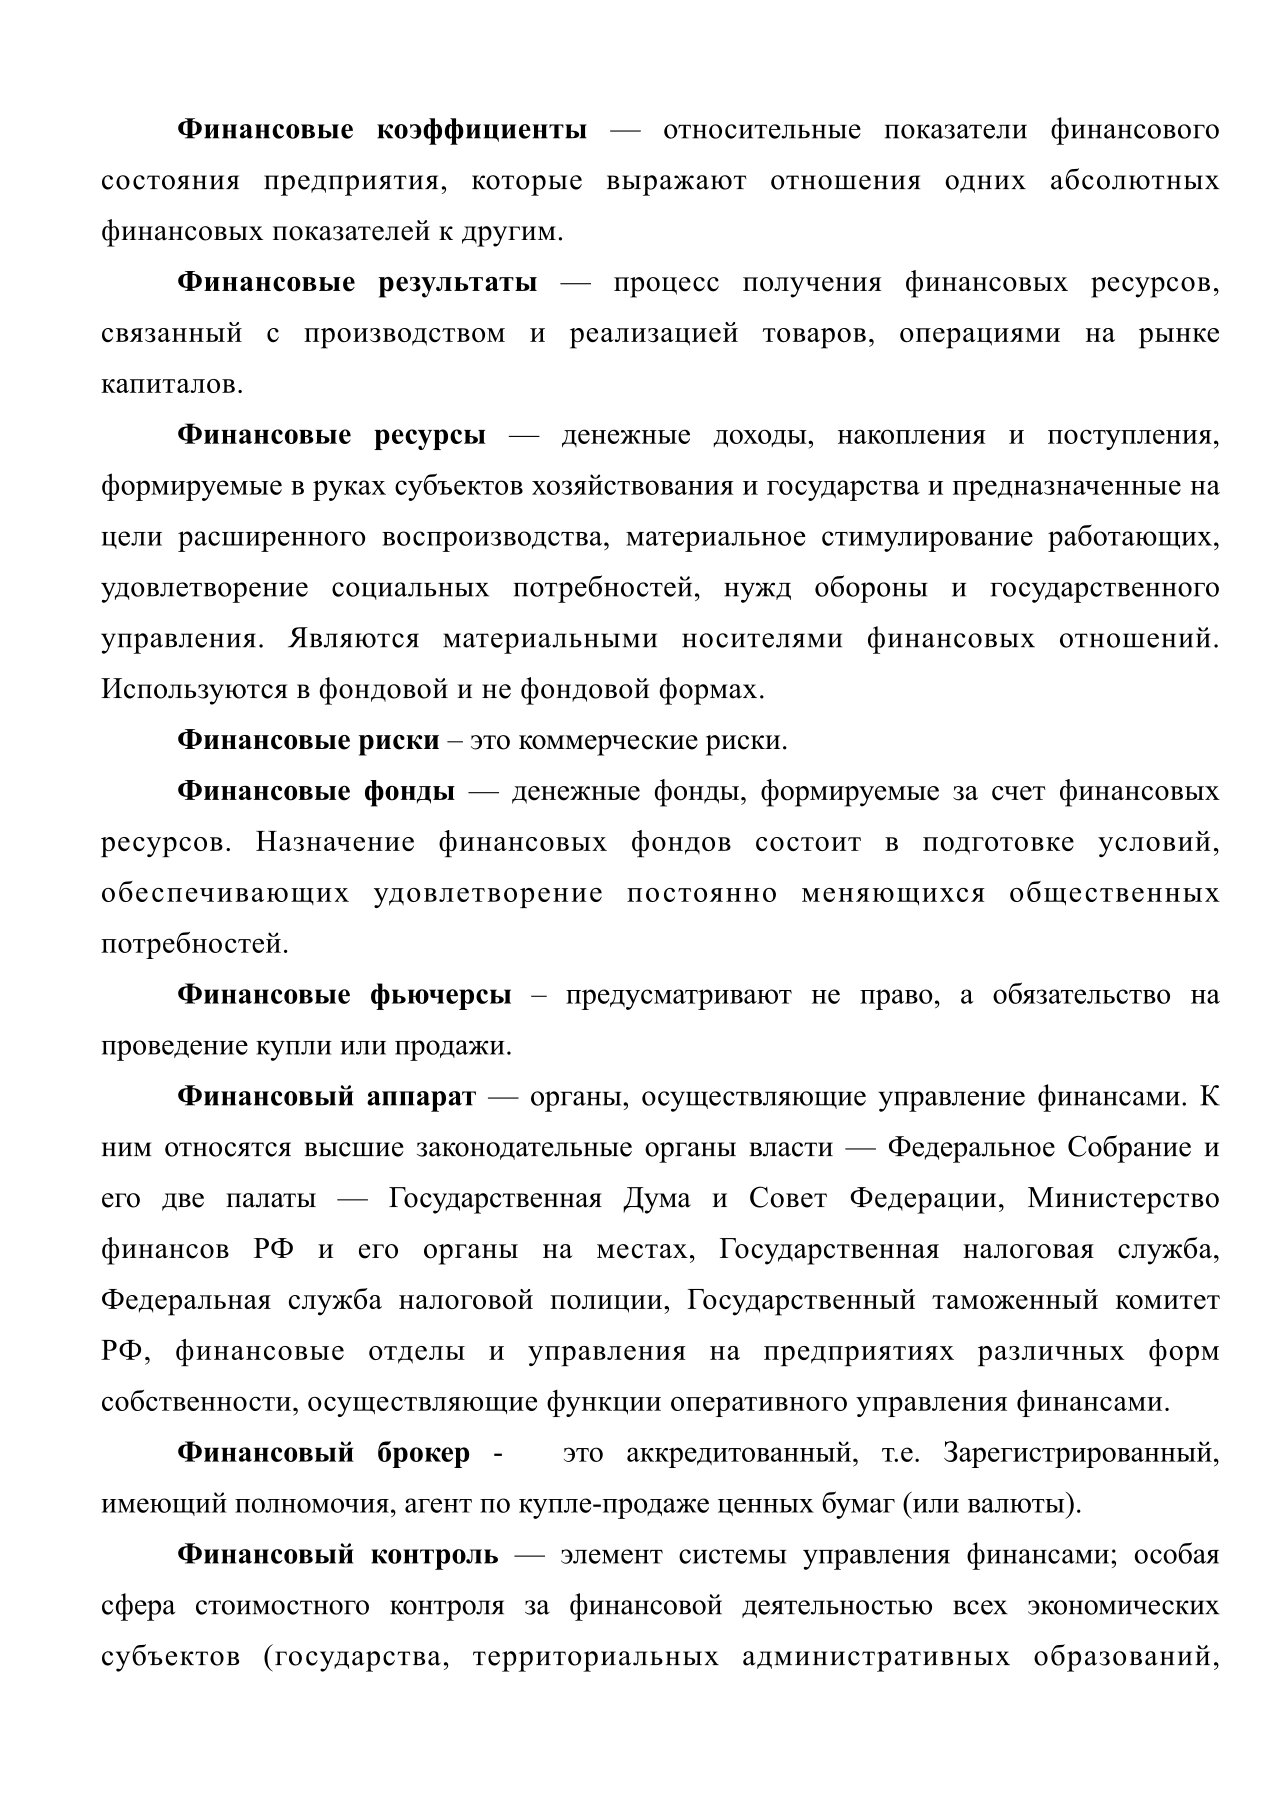 Финансовые коэффициенты — относительные показатели финансового
состояния предприятия, которые выражают отношения одних абсолютных
финансовых показателей к другим.
Финансовые результаты — процесс получения финансовых ресурсов,
связанный с производством и реализацией товаров, операциями на рынке
капиталов.
Финансовые ресурсы — денежные доходы, накопления и поступления,
формируемые в руках субъектов хозяйствования и государства и предназначенные на
цели расширенного воспроизводства, материальное стимулирование работающих,
удовлетворение социальных потребностей, нужд обороны и государственного
управления. Являются материальными носителями финансовых отношений.
Используются в фондовой и не фондовой формах.
Финансовые риски – это коммерческие риски.
Финансовые фонды — денежные фонды, формируемые за счет финансовых
ресурсов. Назначение финансовых фондов состоит в подготовке условий,
обеспечивающих удовлетворение постоянно меняющихся общественных
потребностей.
Финансовые фьючерсы – предусматривают не право, а обязательство на
проведение купли или продажи.
Финансовый аппарат — органы, осуществляющие управление финансами. К
ним относятся высшие законодательные органы власти — Федеральное Собрание и
его две палаты — Государственная Дума и Совет Федерации, Министерство
финансов РФ и его органы на местах, Государственная налоговая служба,
Федеральная служба налоговой полиции, Государственный таможенный комитет
РФ, финансовые отделы и управления на предприятиях различных форм
собственности, осуществляющие функции оперативного управления финансами.
Финансовый брокер - это аккредитованный, т.е. Зарегистрированный,
имеющий полномочия, агент по купле-продаже ценных бумаг (или валюты).
Финансовый контроль — элемент системы управления финансами; особая
сфера стоимостного контроля за финансовой деятельностью всех экономических
субъектов (государства, территориальных административных образований,